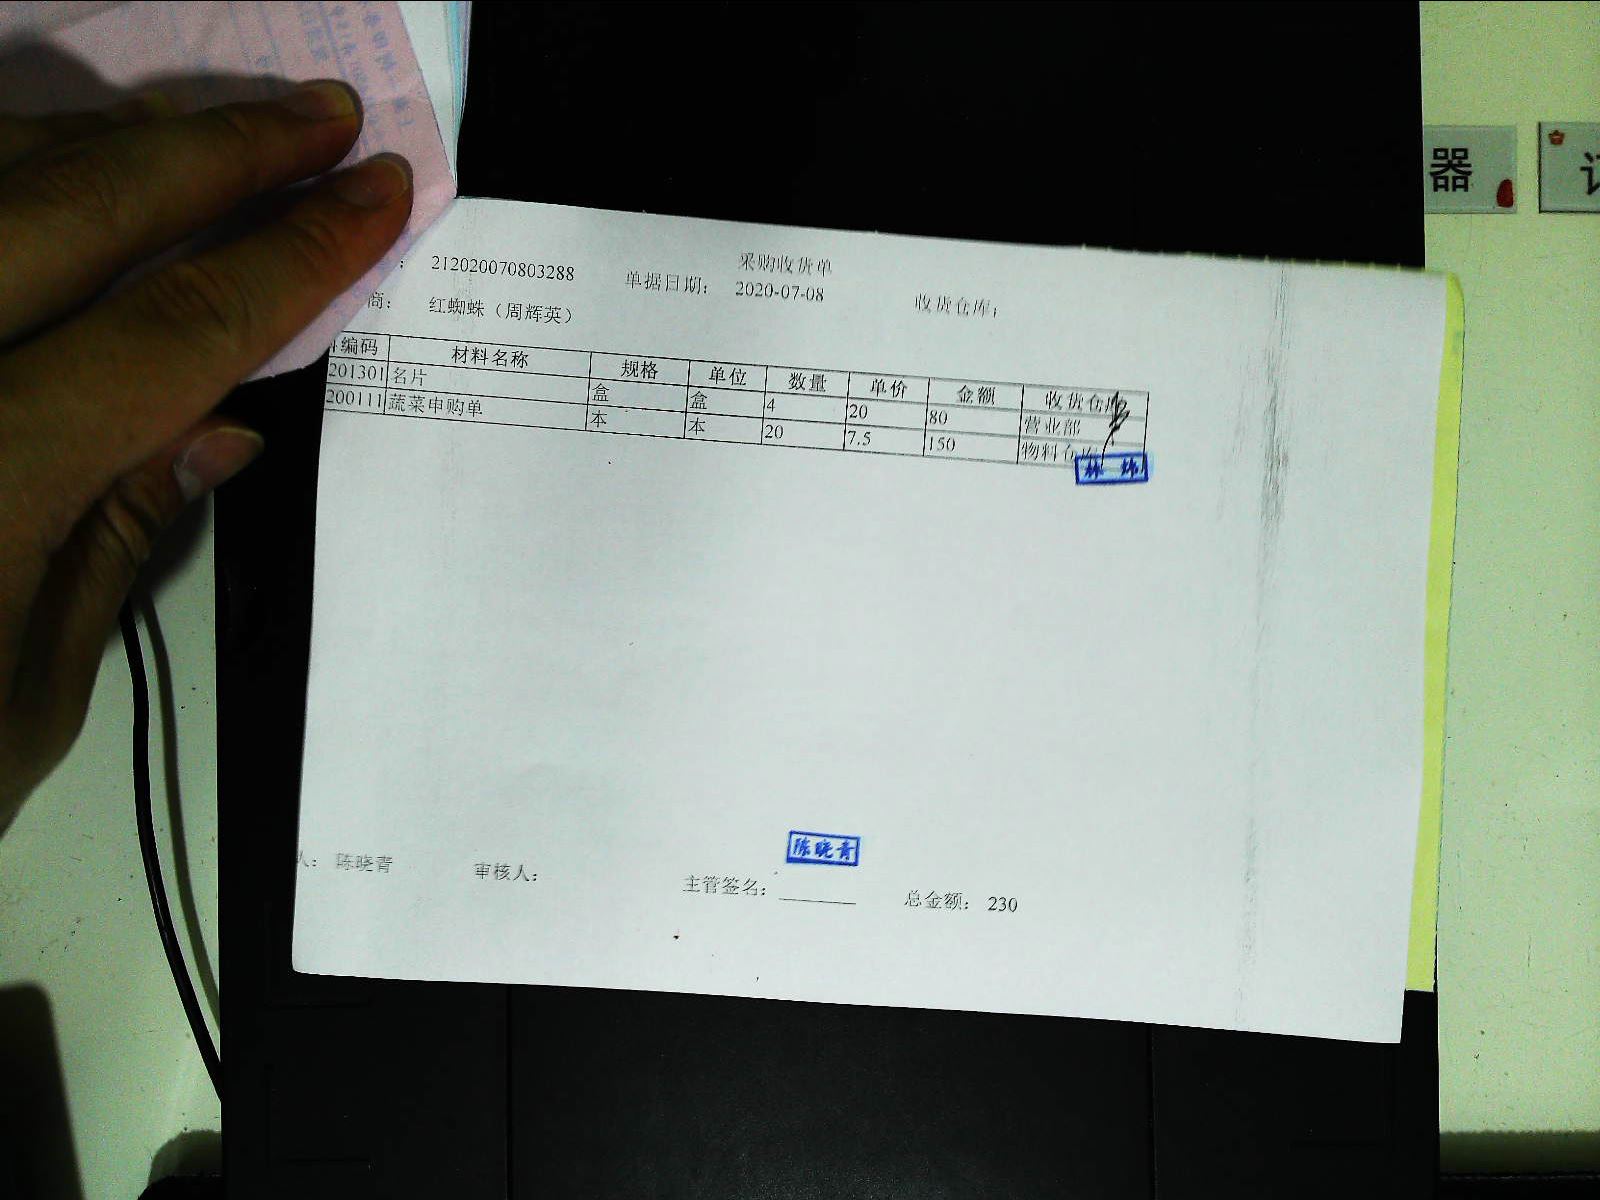 采购收货单
: 212020070803288 单据日期: 2020-07-08 收货仓库:
商: 红蜘蛛（周辉英）
编码 材料名称 规格 单位 数量 单价 金额 收货仓库
201301 名片 盒 盒 4 20 80 营业部
200111 蔬菜申购单 本 本 20 7.5 150 物料仓库
林 炜
陈晓青
人: 陈晓青 审核人: 主管签名: 总金额: 230
器